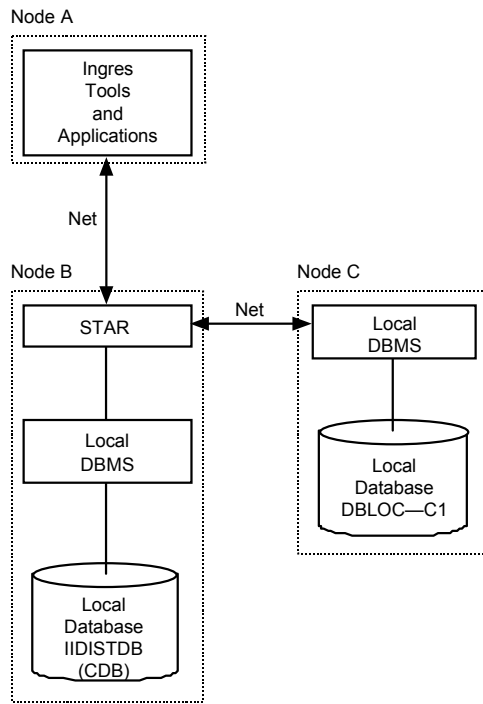 Node A
Ingres
Tools
and
Applications
Net
Node B
STAR
Local
DBMS
Local
Database
IIDISTDB
(CDB)
Net
Node C
Local
DBMS
Local
Database
DBLOC—C1